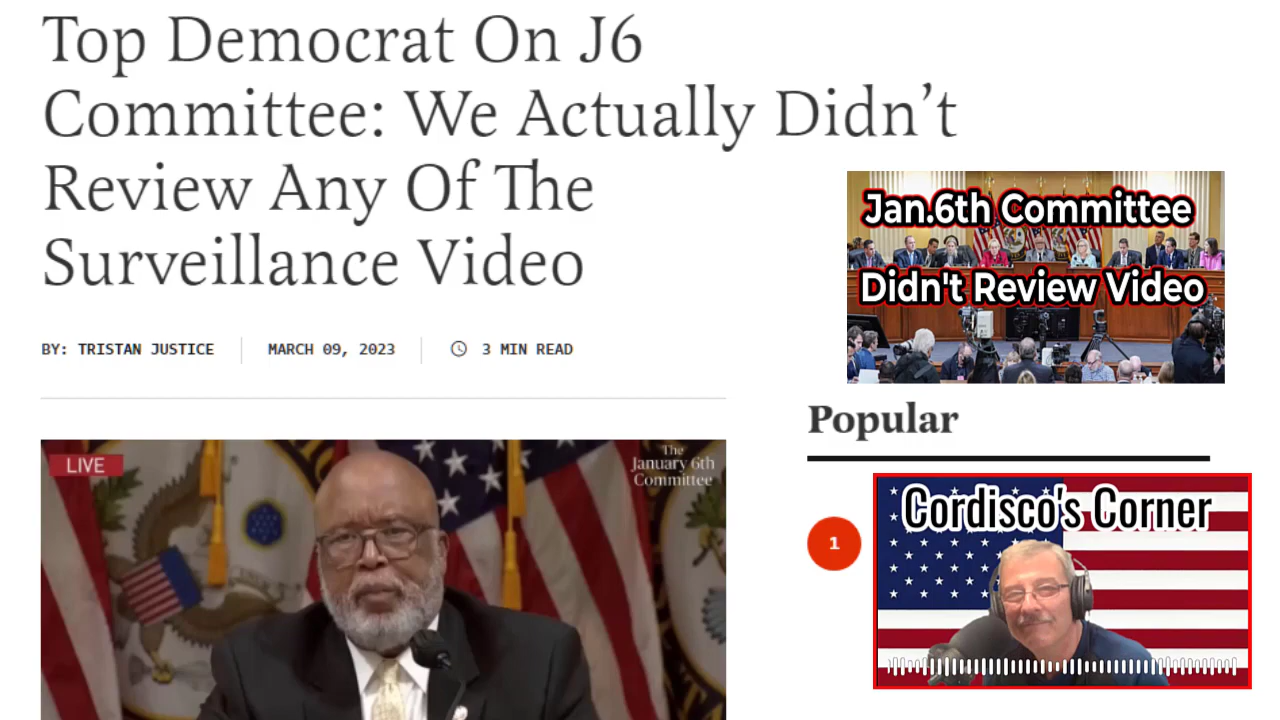 Top Democrat On J6
Committee: We Actually Didn’t
Review Any Of The
Surveillance Video
BY: TRISTAN JUSTICE
MARCH 09, 2023
3 MIN READ
LIVE
The
January 6th
Committee
Jan.6th Committee
Didn't Review Video
Popular
1
Cordisco's Corner